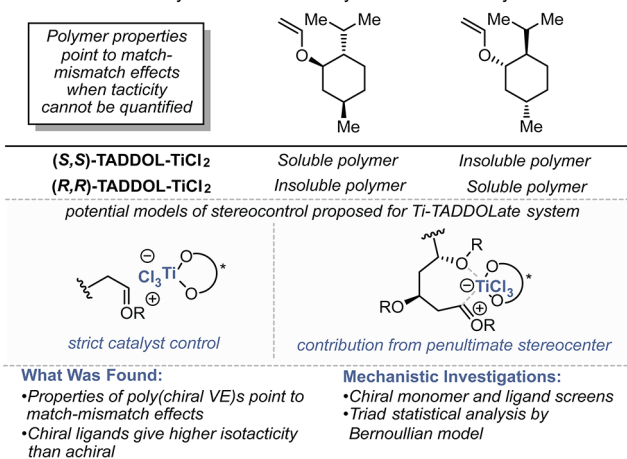 Polymer properties
point to match-
mismatch effects
when tacticity
cannot be quantified
Me Me
O
Me
Me Me
O
Me
(S,S)-TADDOL-TiCl2 Soluble polymer Insoluble polymer
(R,R)-TADDOL-TiCl2 Insoluble polymer Soluble polymer
potential models of stereocontrol proposed for Ti-TADDOLate system
⊖
Cl3Ti
O
O
*
⊕
OR
strict catalyst control
R
O
O
*
⊖TiCl3
O
RO
⊕
OR
contribution from penultimate stereocenter
What Was Found:
•Properties of poly(chiral VE)s point to
match-mismatch effects
•Chiral ligands give higher isotacticity
than achiral
Mechanistic Investigations:
•Chiral monomer and ligand screens
•Triad statistical analysis by
Bernoullian model